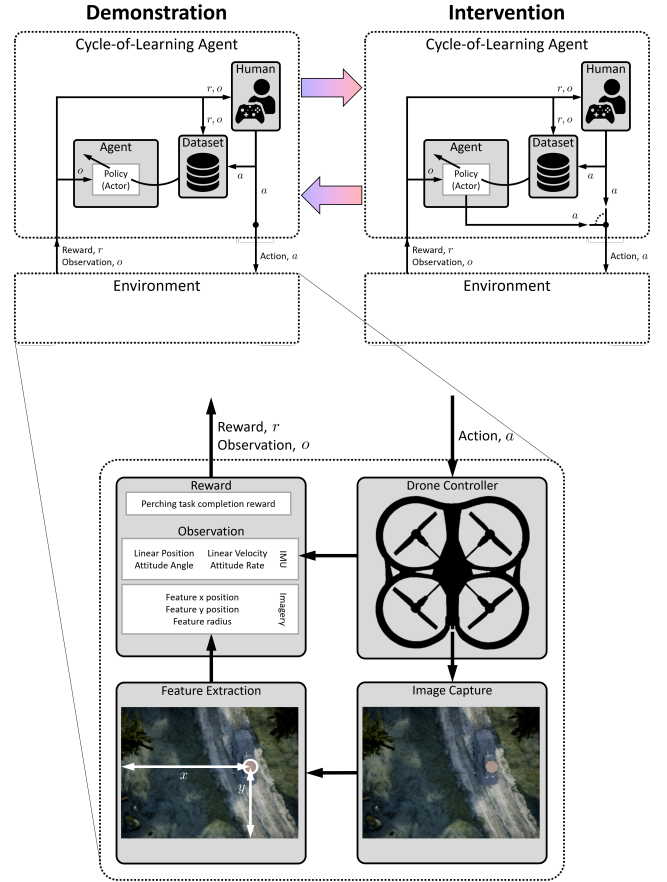 Demonstration
Cycle-of-Learning Agent
Human
r, o
r, o
Agent
Dataset
o
Policy
(Actor)
a
a
Reward, r
Observation, o
Action, a
Environment
Intervention
Cycle-of-Learning Agent
Human
r, o
r, o
Agent
Dataset
o
Policy
(Actor)
a
a
a
Reward, r
Observation, o
Action, a
Environment
Reward, r
Observation, o
Action, a
Reward
Perching task completion reward
Observation
Linear Position Linear Velocity
Attitude Angle Attitude Rate
IMU
Feature x position
Feature y position
Feature radius
Imagery
Drone Controller
Feature Extraction
x
y
Image Capture